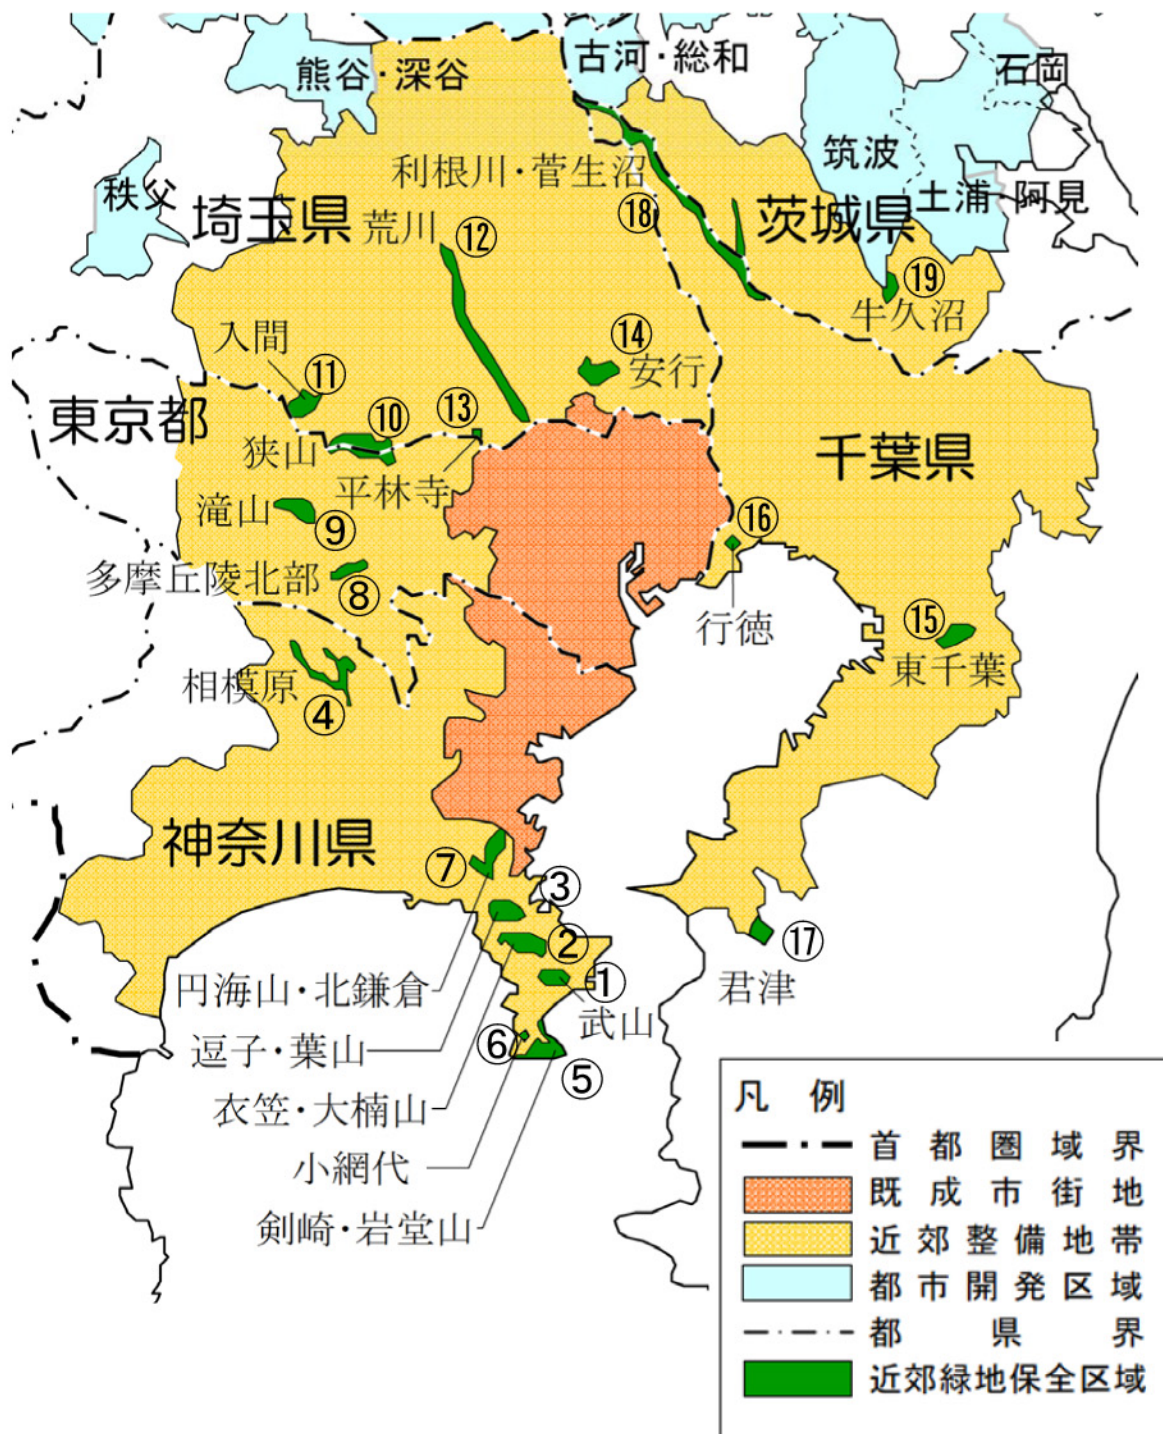 熊谷・深谷
古河・総和
石岡
筑波
秩父
埼玉県
利根川・菅生沼
⑱
茨城県
土浦・阿見
荒川
⑫
⑲
牛久沼
入間
⑪
⑭
安行
東京都
⑩
⑬
狭山
平林寺
千葉県
滝山
⑨
⑯
多摩丘陵北部
⑧
行徳
⑮
東千葉
相模原
④
神奈川県
⑦
③
②
①
⑰
君津
円海山・北鎌倉
武山
逗子・葉山
⑥
⑤
衣笠・大楠山
小網代
剣崎・岩堂山
凡 例
首都圏域界
既成市街地
近郊整備地帯
都市開発区域
都県界
近郊緑地保全区域